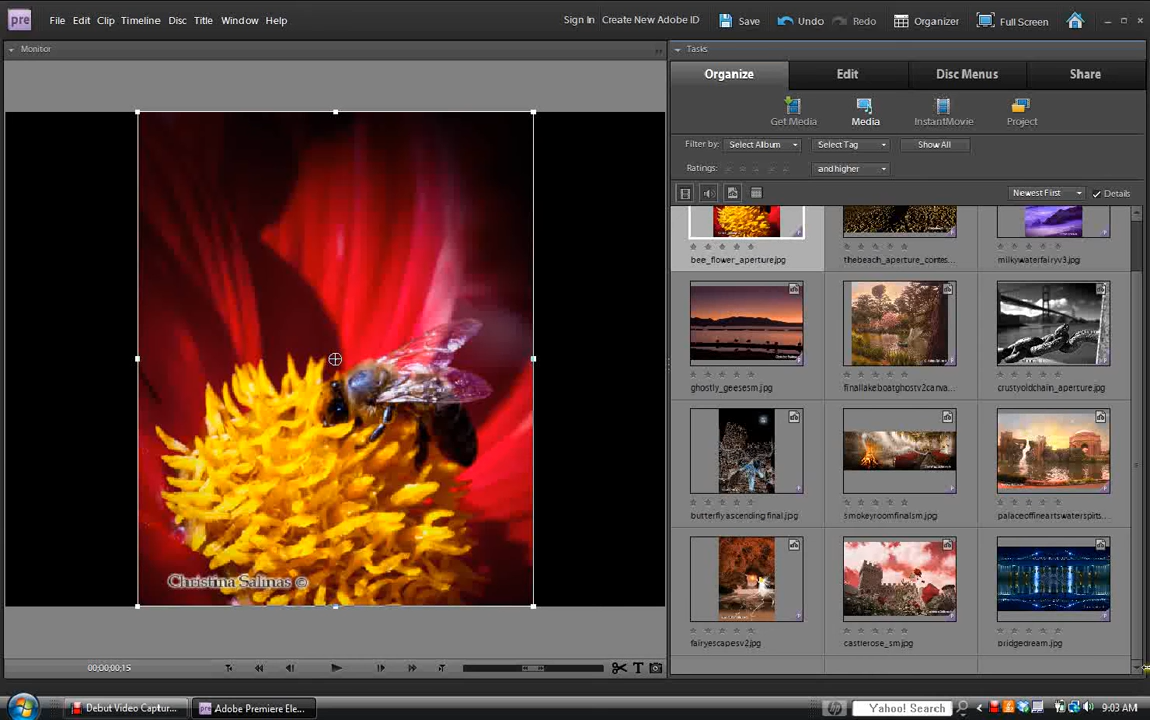 pre File Edit Clip Timeline Disc Title Window Help Sign In Create New Adobe ID Save Undo Redo Organizer Full Screen
Monitor
Tasks
Organize Edit Disc Menus Share
Get Media Media InstantMovie Project
Filter by: Select Album Select Tag Show All
Ratings: and higher
Newest First Details
bee_flower_aperture.jpg thebeach_aperture_contes... milkywaterfairyv3.jpg
ghostly_geesesm.jpg finallakeboatghostv2canva... crustyoldchain_aperture.jpg
butterfly ascending final.jpg smokeyroomfinalsm.jpg palaceoffineartswaterspirits...
fairyescapesv2.jpg castlerose_sm.jpg bridgedream.jpg
Christina Salinas ©
00;00;00;15
T
Debut Video Captur... pre Adobe Premiere Ele... hp Yahoo! Search 9:03 AM